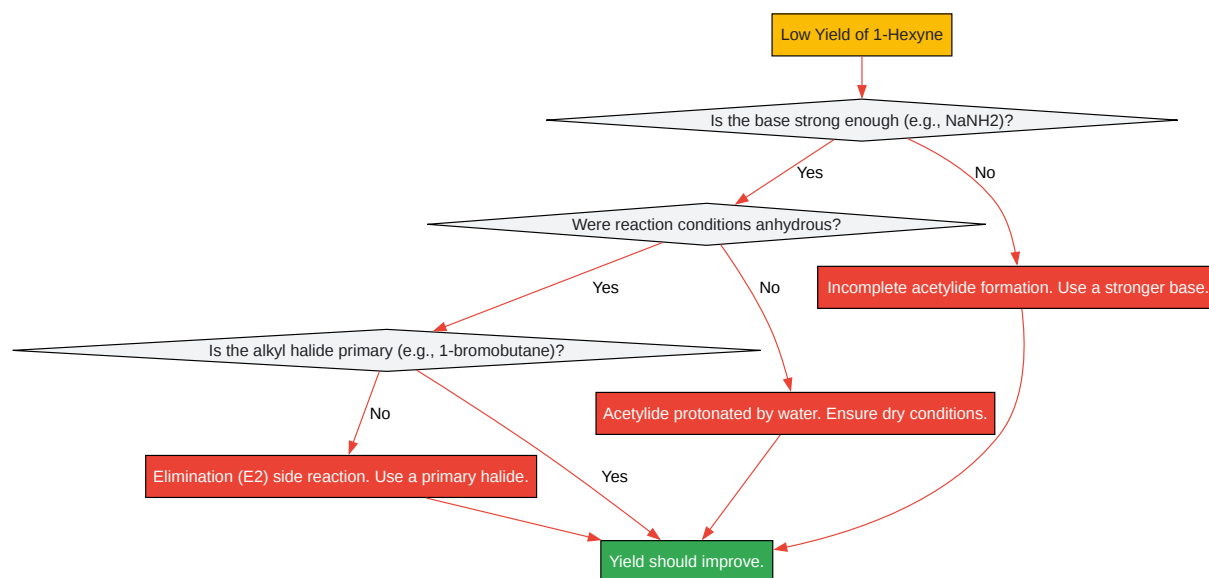 Low Yield of 1-Hexyne
Is the base strong enough (e.g., NaNH2)?
Yes
No
Were reaction conditions anhydrous?
Incomplete acetylide formation. Use a stronger base.
Yes
No
Is the alkyl halide primary (e.g., 1-bromobutane)?
Acetylide protonated by water. Ensure dry conditions.
No
Elimination (E2) side reaction. Use a primary halide.
Yes
Yield should improve.